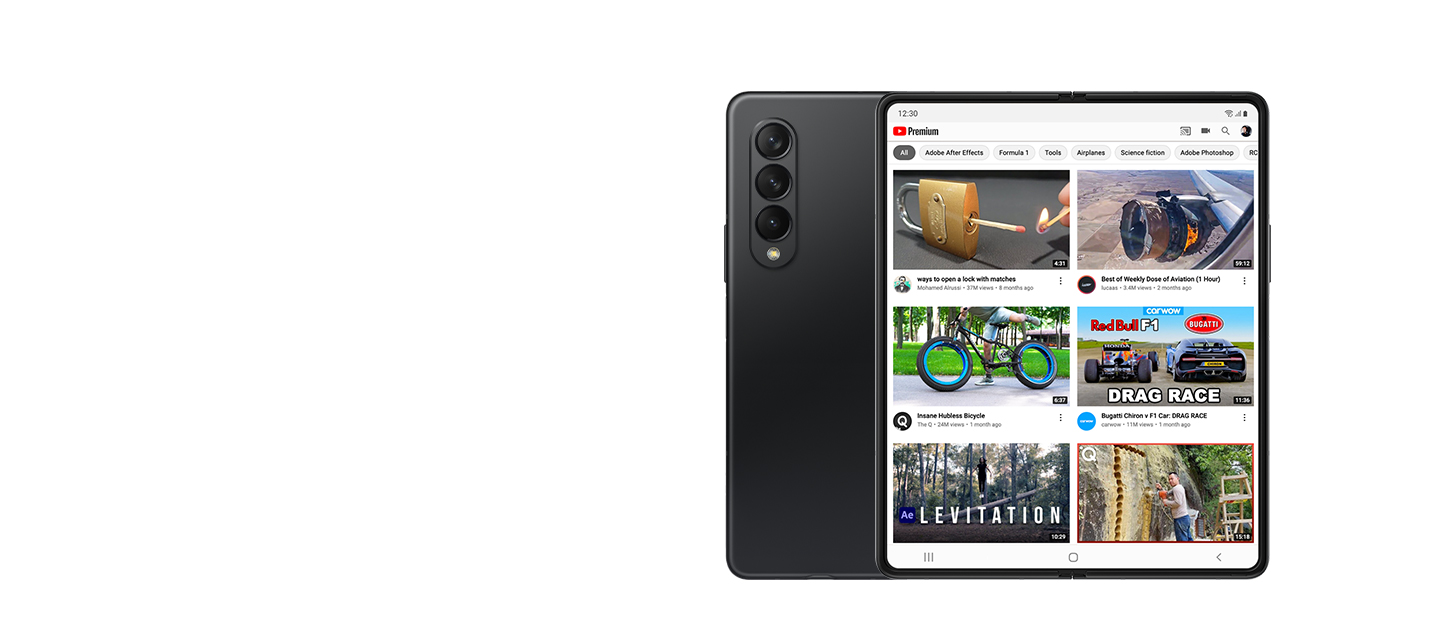 12:30
Premium
All
Adobe After Effects
Formula 1
Tools
Airplanes
Science fiction
Adobe Photoshop
RC
4:31
59:12
ways to open a lock with matches
Mohamed Alrussi • 37M views • 8 months ago
Best of Weekly Dose of Aviation (1 Hour)
lucaas • 3.4M views • 2 months ago
carwow
Red Bull F1
BUGATTI
HONDA
DRAG RACE
6:37
11:36
Insane Hubless Bicycle
The Q • 24M views • 1 month ago
Bugatti Chiron v F1 Car: DRAG RACE
carwow • 11M views • 1 month ago
Q
Ae LEVITATION
10:29
15:18